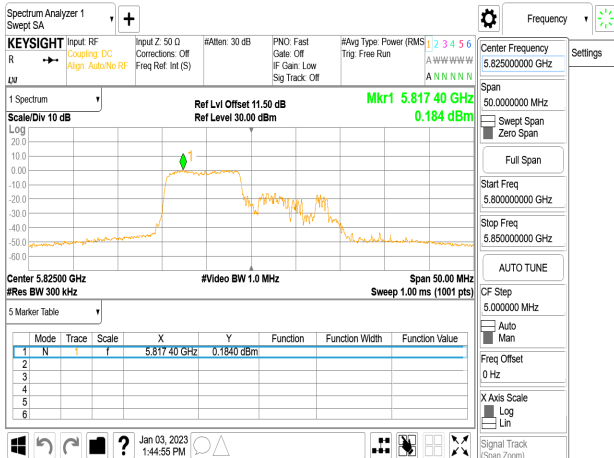 Spectrum Analyzer 1
Swept SA
▼
+
Frequency ▼
KEYSIGHT
R
LXI
Input: RF
Coupling: DC
Align: Auto/No RF
Input Z: 50 Ω
Corrections: Off
Freq Ref: Int (S)
#Atten: 30 dB
PNO: Fast
Gate: Off
IF Gain: Low
Sig Track: Off
#Avg Type: Power (RMS
Trig: Free Run
1 2 3 4 5 6
A W W W W W
A N N N N N
1 Spectrum ▼
Scale/Div 10 dB
Log
Ref Lvl Offset 11.50 dB
Ref Level 30.00 dBm
Mkr1 5.817 40 GHz
0.184 dBm
1
20.0
10.0
0.00
-10.0
-20.0
-30.0
-40.0
-50.0
-60.0
Center 5.82500 GHz
#Res BW 300 kHz
#Video BW 1.0 MHz
Span 50.00 MHz
Sweep 1.00 ms (1001 pts)
5 Marker Table ▼
Mode Trace Scale X Y Function Function Width Function Value
1 N 1 f 5.817 40 GHz 0.1840 dBm
2
3
4
5
6
Center Frequency
5.825000000 GHz
Settings
Span
50.0000000 MHz
Swept Span
Zero Span
Full Span
Start Freq
5.800000000 GHz
Stop Freq
5.850000000 GHz
AUTO TUNE
CF Step
5.000000 MHz
Auto
Man
Freq Offset
0 Hz
X Axis Scale
Log
Lin
Signal Track
(Span Zoom)
?
Jan 03, 2023
1:44:55 PM